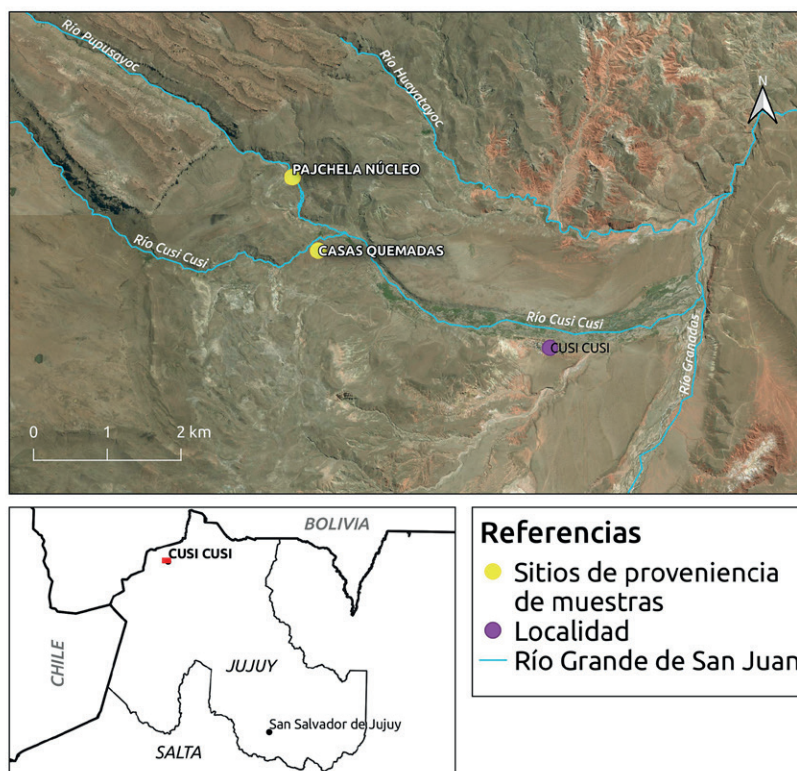 Río Pupusayoc
Río Huayatayoc
N
PAJCHELA NÚCLEO
Río Cusi Cusi
CASAS QUEMADAS
Río Cusi Cusi
CUSI CUSI
Río Granadas
0 1 2 km
BOLIVIA
CUSI CUSI
CHILE
JUJUY
San Salvador de Jujuy
SALTA
Referencias
Sitios de proveniencia
de muestras
Localidad
Río Grande de San Juan